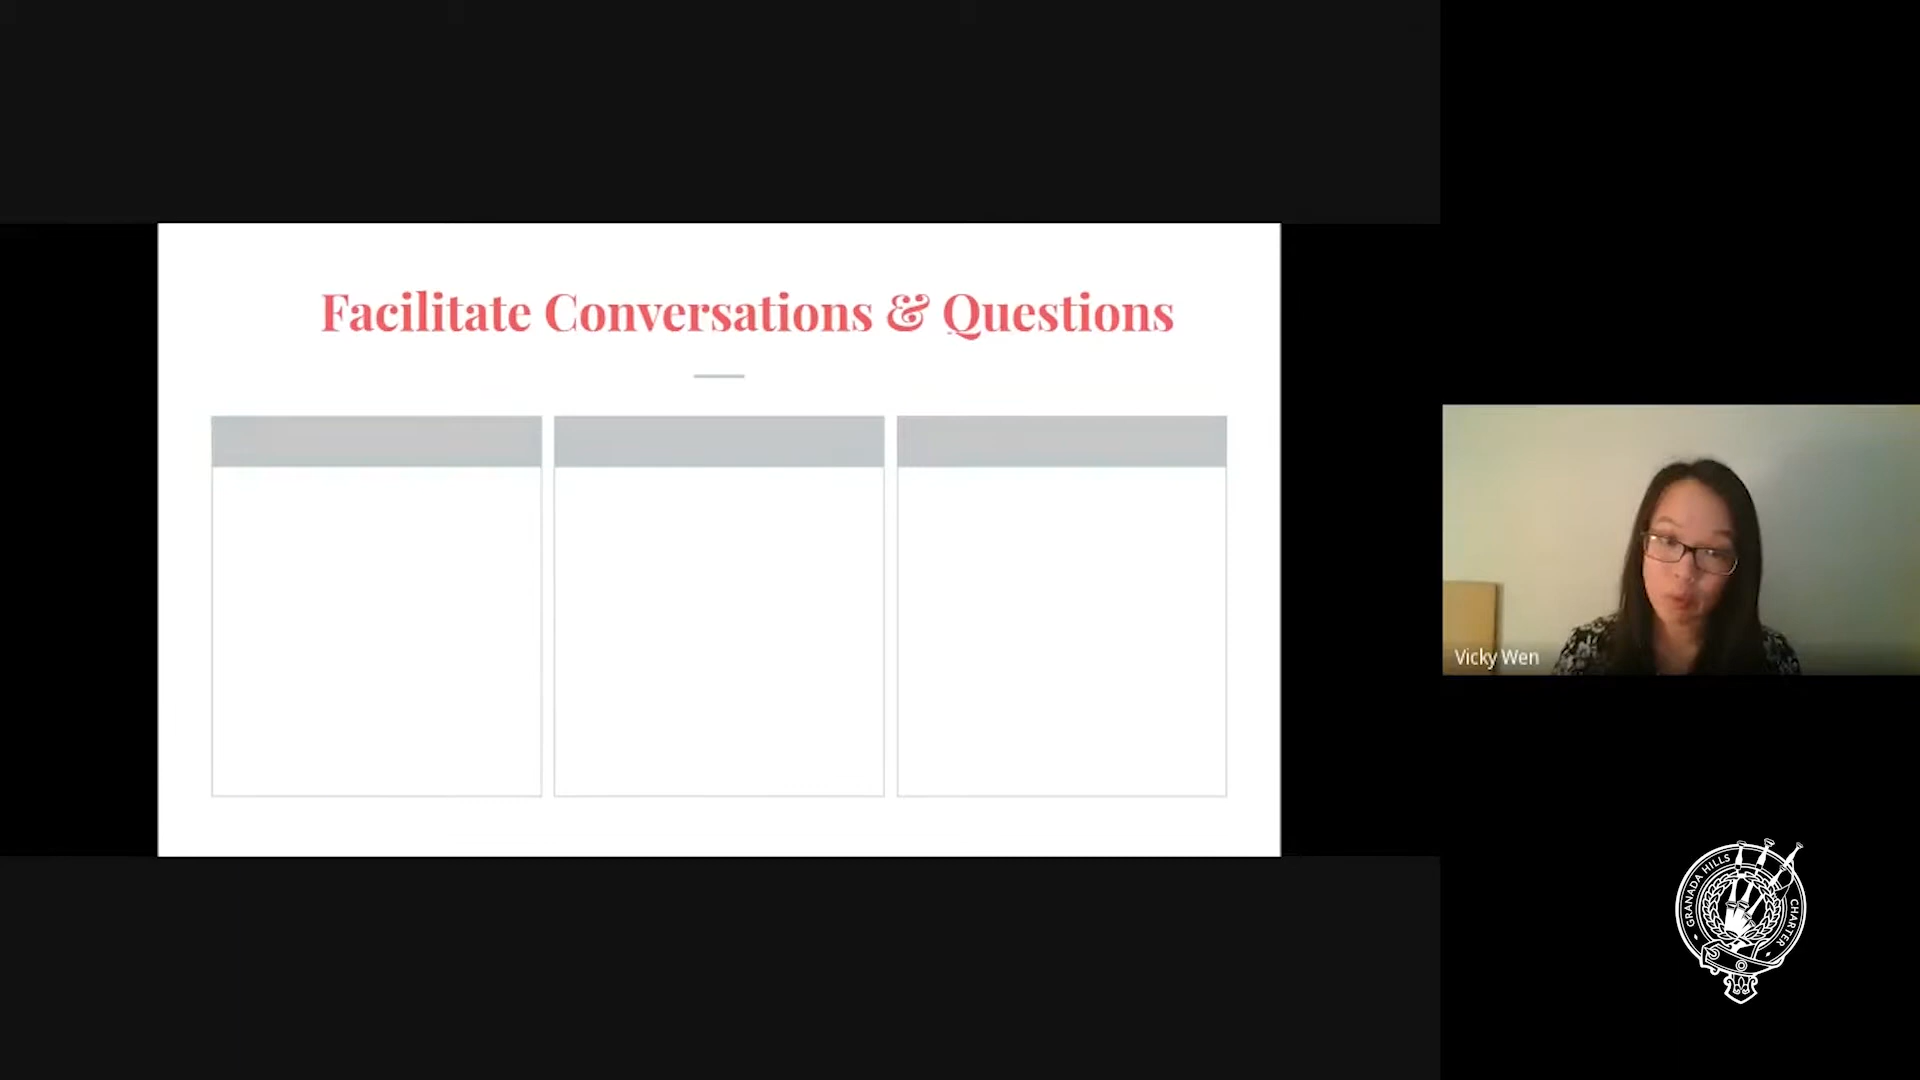 Facilitate Conversations & Questions
Vicky Wen
GRANADA HILLS
CHARTER